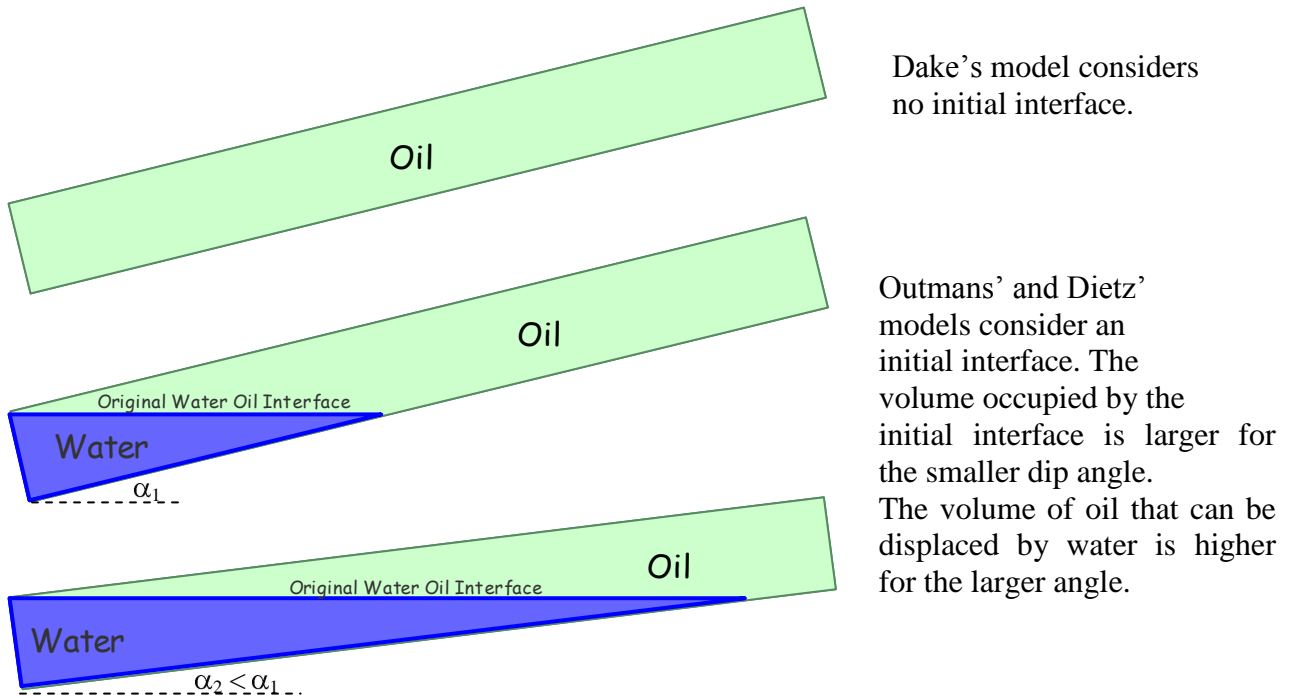 Oil
Dake’s model considers
no initial interface.
Oil
Original Water Oil Interface
Water
α1
Outmans’ and Dietz’
models consider an
initial interface. The
volume occupied by the
initial interface is larger for
the smaller dip angle.
The volume of oil that can be
displaced by water is higher
for the larger angle.
Oil
Original Water Oil Interface
Water
α2 < α1